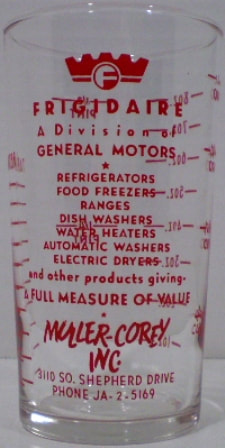 F
FRIGIDAIRE
A Division of
GENERAL MOTORS
REFRIGERATORS
FOOD FREEZERS
RANGES
DISH WASHERS
WATER HEATERS
AUTOMATIC WASHERS
ELECTRIC DRYERS
and other products giving
A FULL MEASURE OF VALUE
MULLER-COREY
INC
3110 SO. SHEPHERD DRIVE
PHONE JA-2-5169